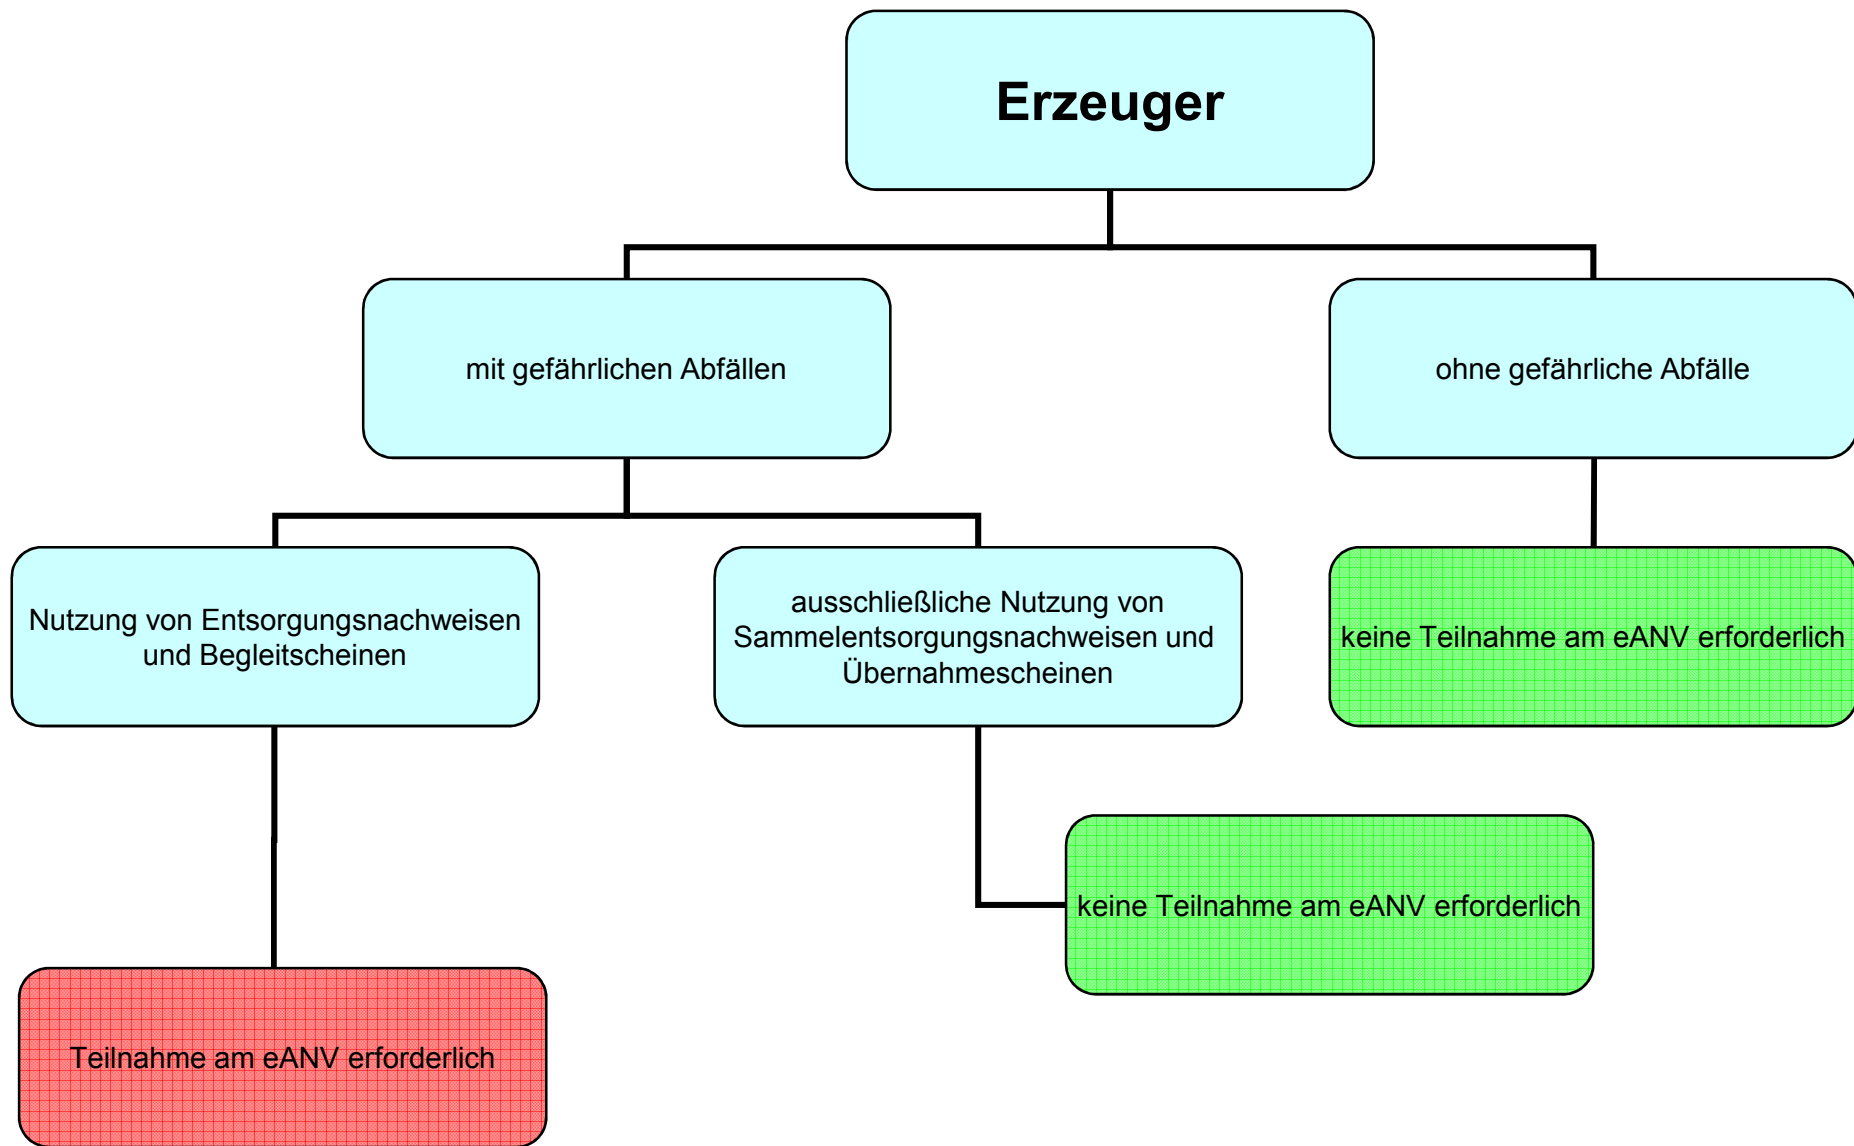 Erzeuger
mit gefährlichen Abfällen
ohne gefährliche Abfälle
Nutzung von Entsorgungsnachweisen
und Begleitscheinen
ausschließliche Nutzung von
Sammelentsorgungsnachweisen und
Übernahmescheinen
keine Teilnahme am eANV erforderlich
keine Teilnahme am eANV erforderlich
Teilnahme am eANV erforderlich